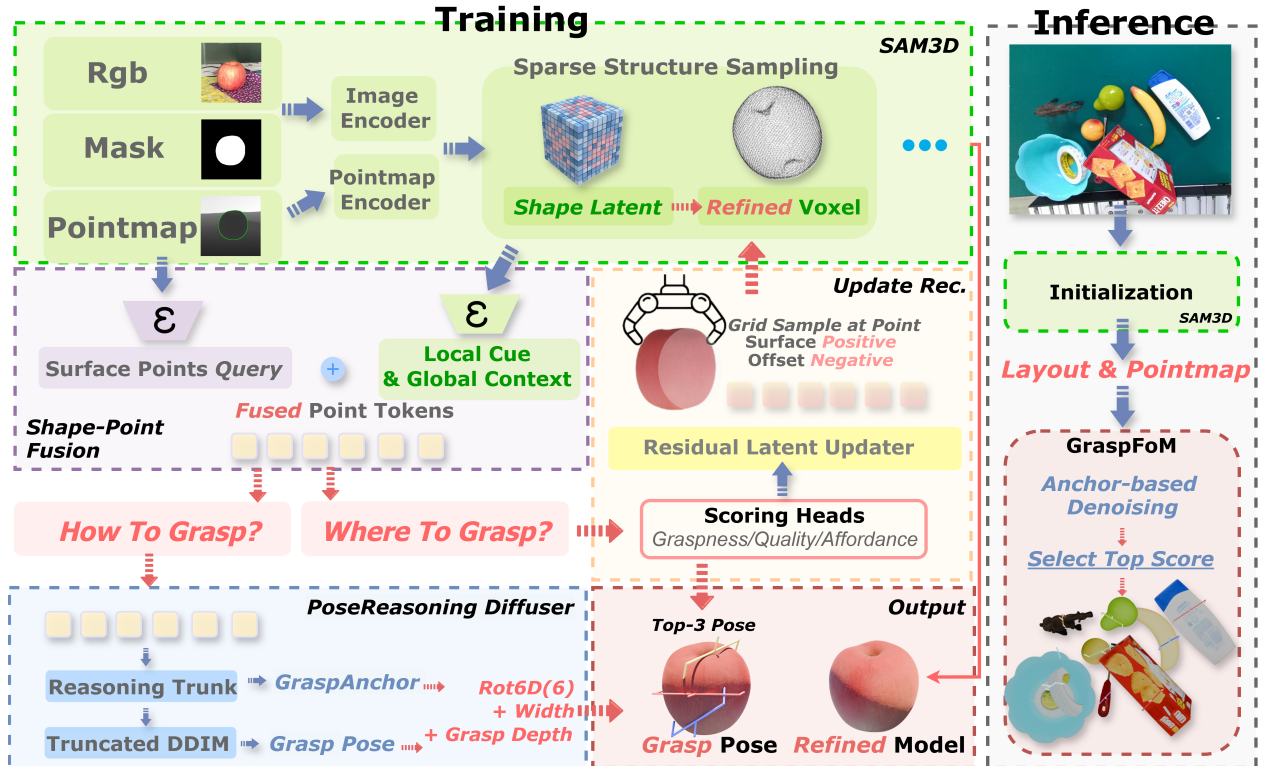 Training
SAM3D
Rgb
Mask
Pointmap
Image
Encoder
Pointmap
Encoder
Sparse Structure Sampling
Shape Latent
Refined Voxel
Ɛ
Surface Points Query
+
Ɛ
Local Cue
& Global Context
Fused Point Tokens
Shape-Point
Fusion
Update Rec.
Grid Sample at Point
Surface Positive
Offset Negative
Residual Latent Updater
Scoring Heads
Graspness/Quality/Affordance
How To Grasp?
Where To Grasp?
PoseReasoning Diffuser
Reasoning Trunk
GraspAnchor
Truncated DDIM
Grasp Pose
Rot6D(6)
+ Width
+ Grasp Depth
Output
Top-3 Pose
Grasp Pose
Refined Model
Inference
Initialization
SAM3D
Layout & Pointmap
GraspFoM
Anchor-based
Denoising
Select Top Score